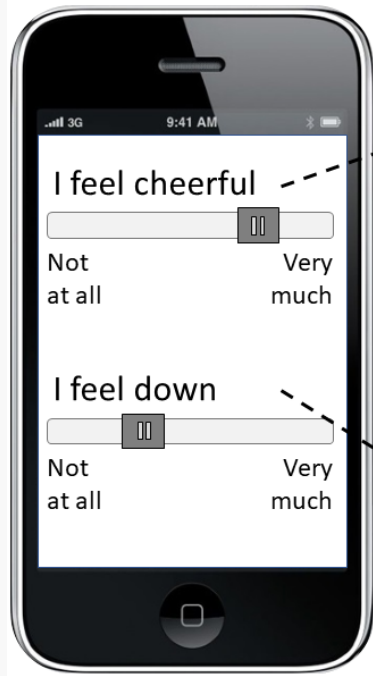 3G 9:41 AM
I feel cheerful
Not Very
at all much
I feel down
Not Very
at all much